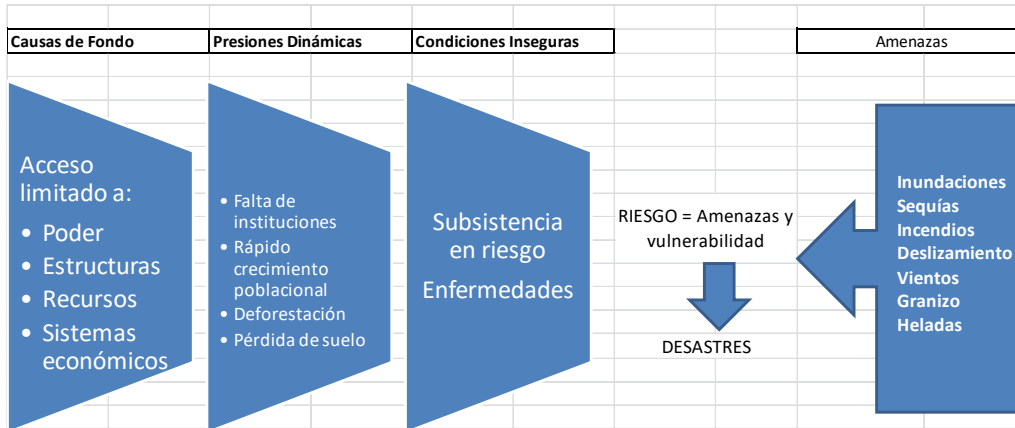 Causas de Fondo
Presiones Dinámicas
Condiciones Inseguras
Amenazas
Acceso
limitado a:
• Poder
• Estructuras
• Recursos
• Sistemas
económicos
• Falta de
instituciones
• Rápido
crecimiento
poblacional
• Deforestación
• Pérdida de suelo
Subsistencia
en riesgo
Enfermedades
RIESGO = Amenazas y
vulnerabilidad
DESASTRES
Inundaciones
Sequías
Incendios
Deslizamiento
Vientos
Granizo
Heladas